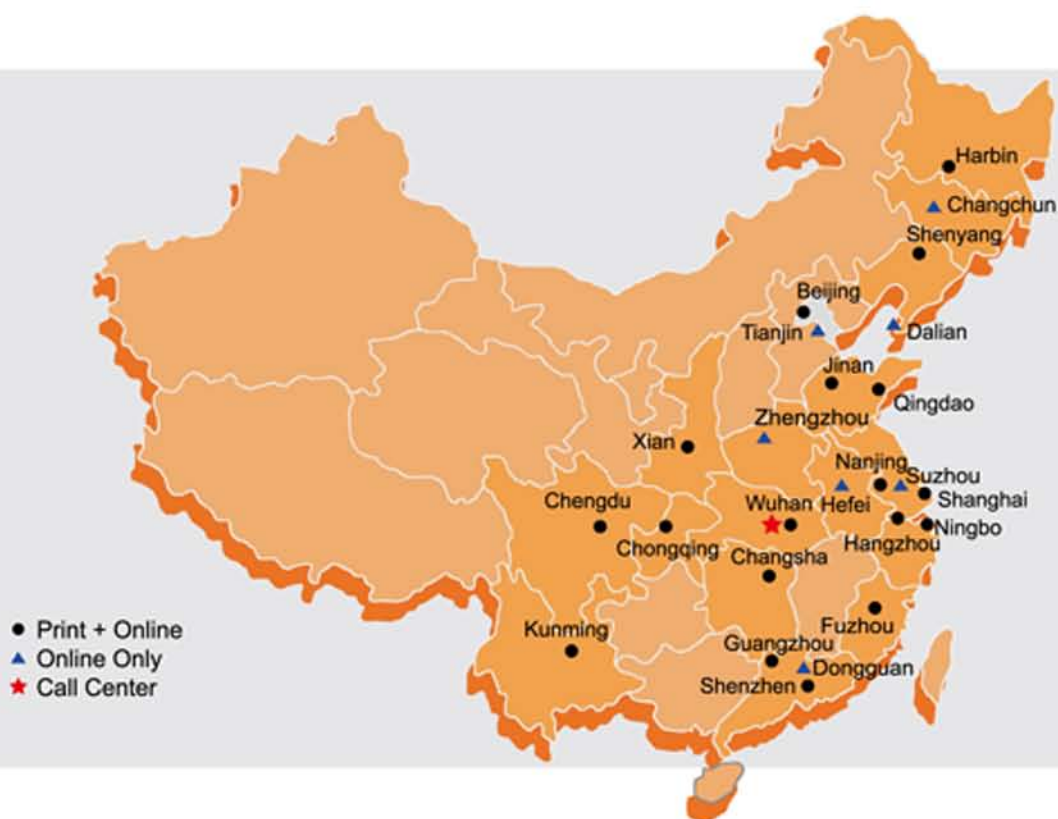 Harbin
Changchun
Shenyang
Beijing
Tianjin
Dalian
Jinan
Qingdao
Zhengzhou
Xian
Nanjing
Suzhou
Chengdu
Wuhan
Hefei
Shanghai
Ningbo
Chongqing
Hangzhou
Changsha
Fuzhou
Kunming
Guangzhou
Dongguan
Shenzhen
Print + Online
Online Only
Call Center